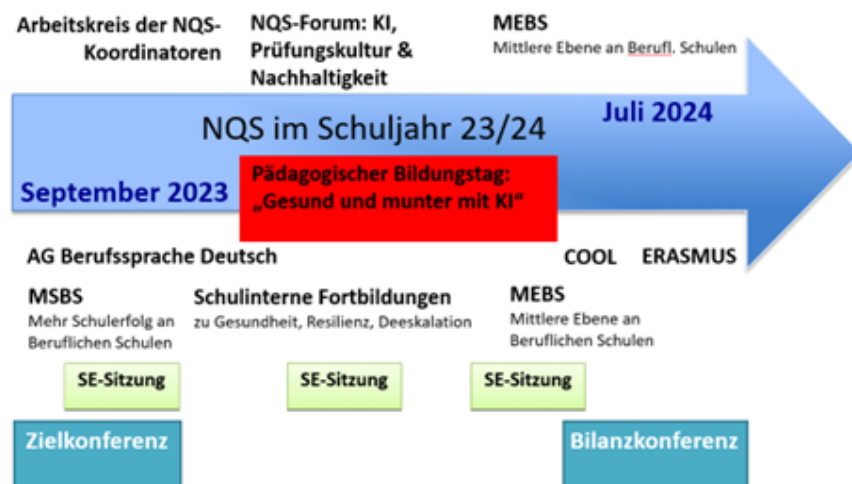 Arbeitskreis der NQS-
Koordinatoren
NQS-Forum: KI,
Prüfungskultur &
Nachhaltigkeit
MEBS
Mittlere Ebene an Berufl. Schulen
NQS im Schuljahr 23/24
Juli 2024
September 2023
Pädagogischer Bildungstag:
„Gesund und munter mit KI“
AG Berufssprache Deutsch
COOL
ERASMUS
MSBS
Mehr Schulerfolg an
Beruflichen Schulen
Schulinterne Fortbildungen
zu Gesundheit, Resilienz, Deeskalation
MEBS
Mittlere Ebene an
Beruflichen Schulen
SE-Sitzung
SE-Sitzung
SE-Sitzung
Zielkonferenz
Bilanzkonferenz